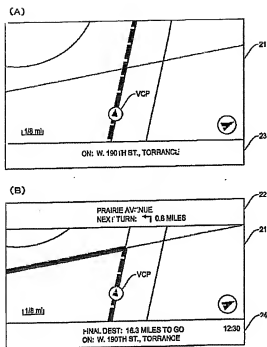 (A)
21
VCP
1/8 mi
ON: W. 190TH ST., TORRANCE
23
(B)
22
PRAIRIE AVENUE
NEXT TURN: 0.8 MILES
21
VCP
1/8 mi
FINAL DEST: 16.3 MILES TO GO 12:30
ON: W. 190TH ST., TORRANCE
24